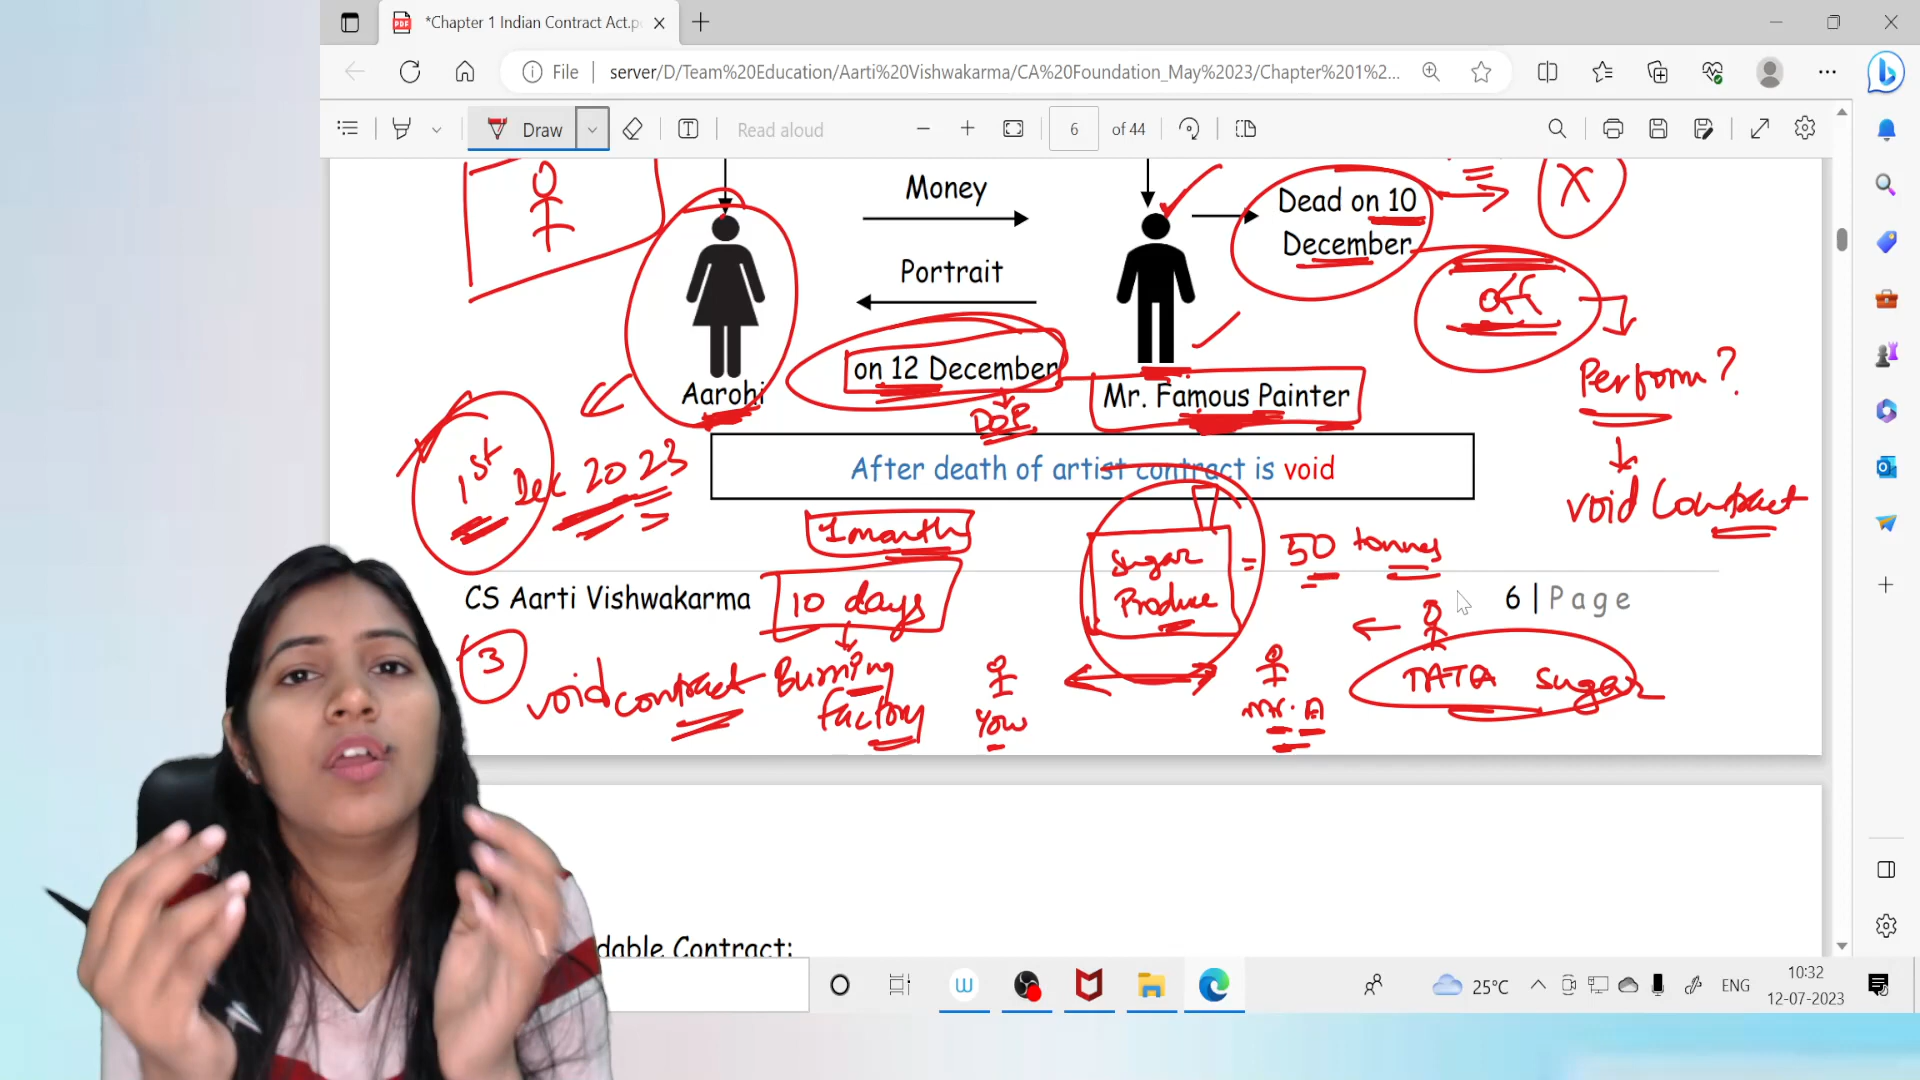 *Chapter 1 Indian Contract Act.p
File
server/D/Team%20Education/Aarti%20Vishwakarma/CA%20Foundation_May%2023/Chapter%201%2...
Draw
Read aloud
6 of 44
Money
Dead on 10
December
X
Portrait
off
on 12 December
Perform?
Aarohi
Mr. Famous Painter
DOP
1st Dec 2023
After death of artist contract is void
void Contract
1 month
Sugar
Produce
= 50 tonnes
CS Aarti Vishwakarma
10 days
6 | Page
3
void contract
Burning
factory
You
Mr. A
TATA Sugar
dable Contract:
25°C
ENG
10:32
12-07-2023